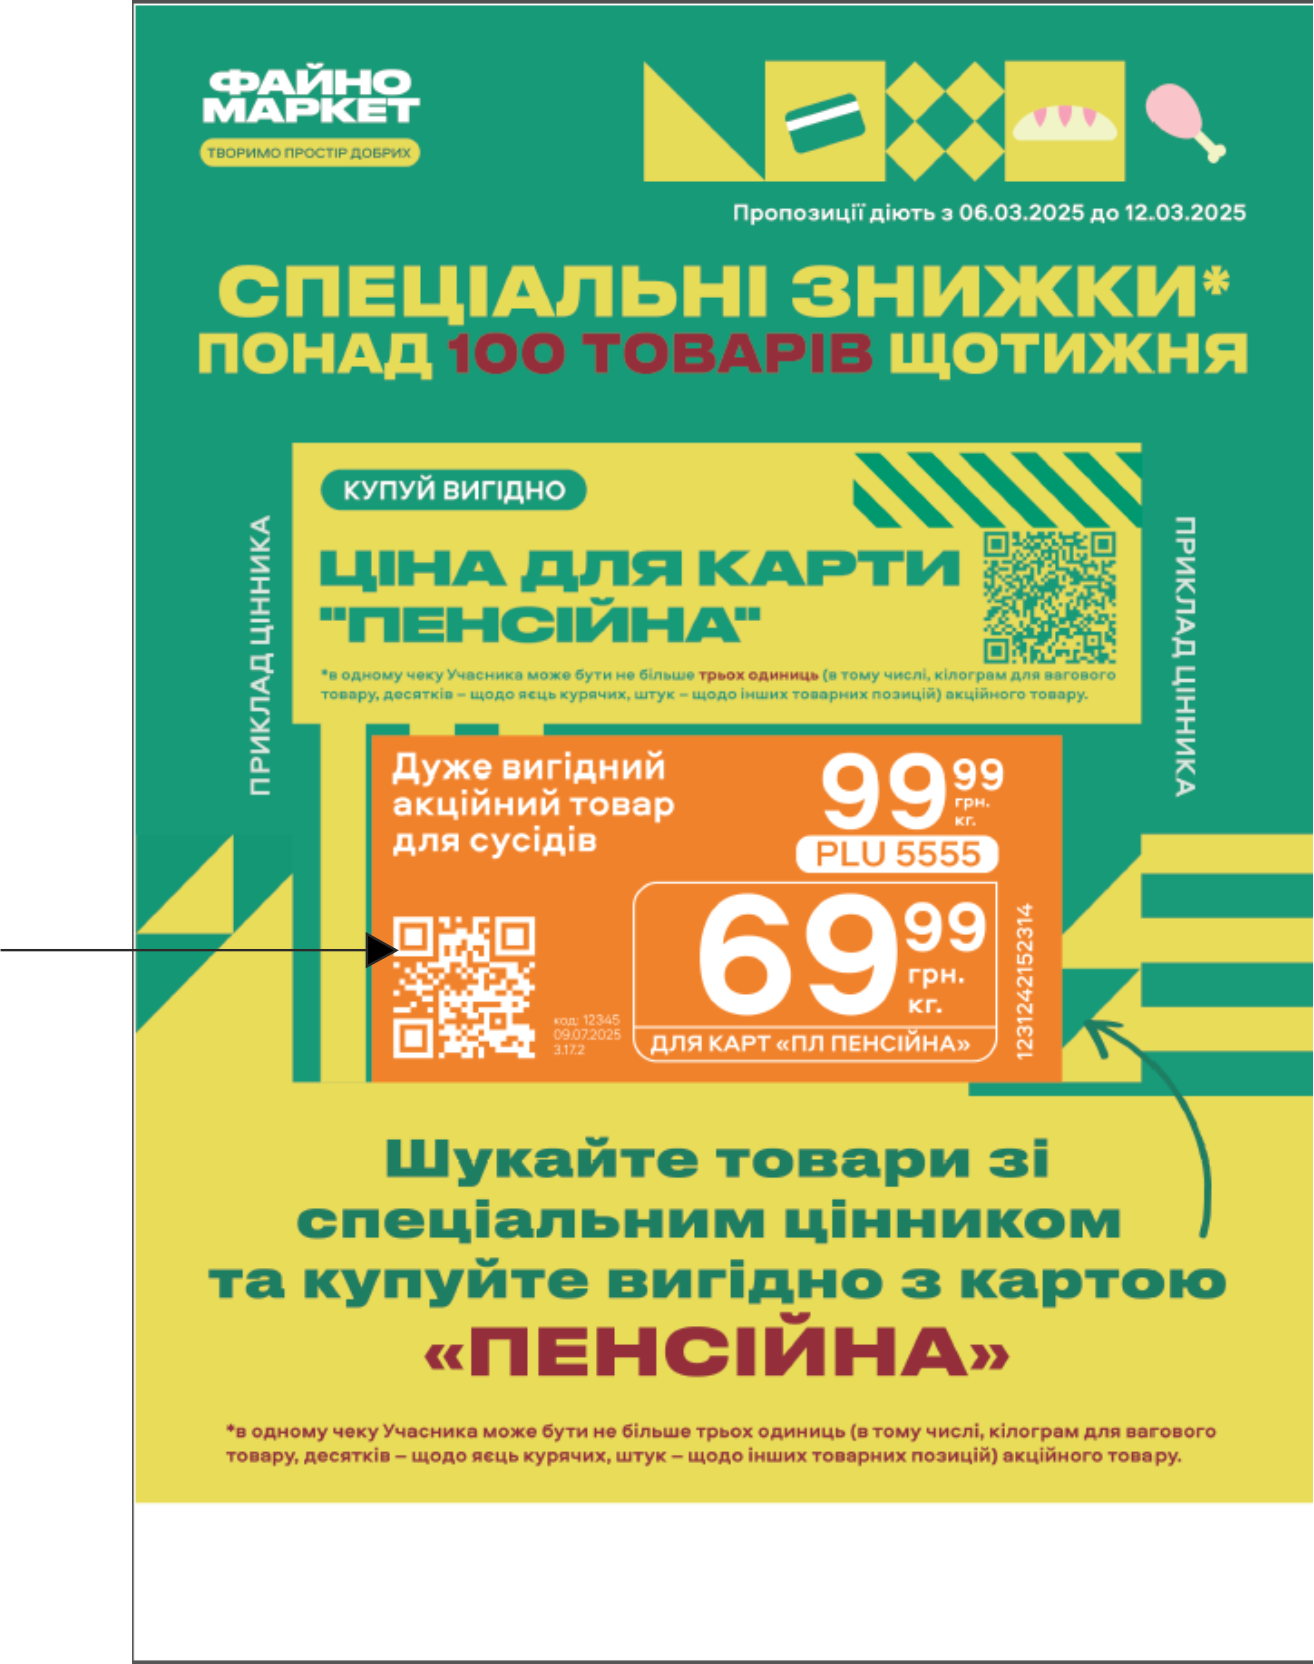 ФАЙНО
МАРКЕТ
ТВОРИМО ПРОСТІР ДОБРИХ
Пропозиції діють з 06.03.2025 до 12.03.2025
СПЕЦІАЛЬНІ ЗНИЖКИ*
ПОНАД 100 ТОВАРІВ ЩОТИЖНЯ
ПРИКЛАД ЦІННИКА
КУПУЙ ВИГІДНО
ЦІНА ДЛЯ КАРТИ
"ПЕНСІЙНА"
*в одному чеку Учасника може бути не більше трьох одиниць (в тому числі, кілограм для вагового
товару, десятків – щодо яєць курячих, штук – щодо інших товарних позицій) акційного товару.
ПРИКЛАД ЦІННИКА
Дуже вигідний
акційний товар
для сусідів
99 99
грн.
кг.
PLU 5555
69 99
грн.
кг.
ДЛЯ КАРТ «ПЛ ПЕНСІЙНА»
код: 12345
09.07.2025
3.17.2
1231242152314
Шукайте товари зі
спеціальним цінником
та купуйте вигідно з картою
«ПЕНСІЙНА»
*в одному чеку Учасника може бути не більше трьох одиниць (в тому числі, кілограм для вагового
товару, десятків – щодо яєць курячих, штук – щодо інших товарних позицій) акційного товару.